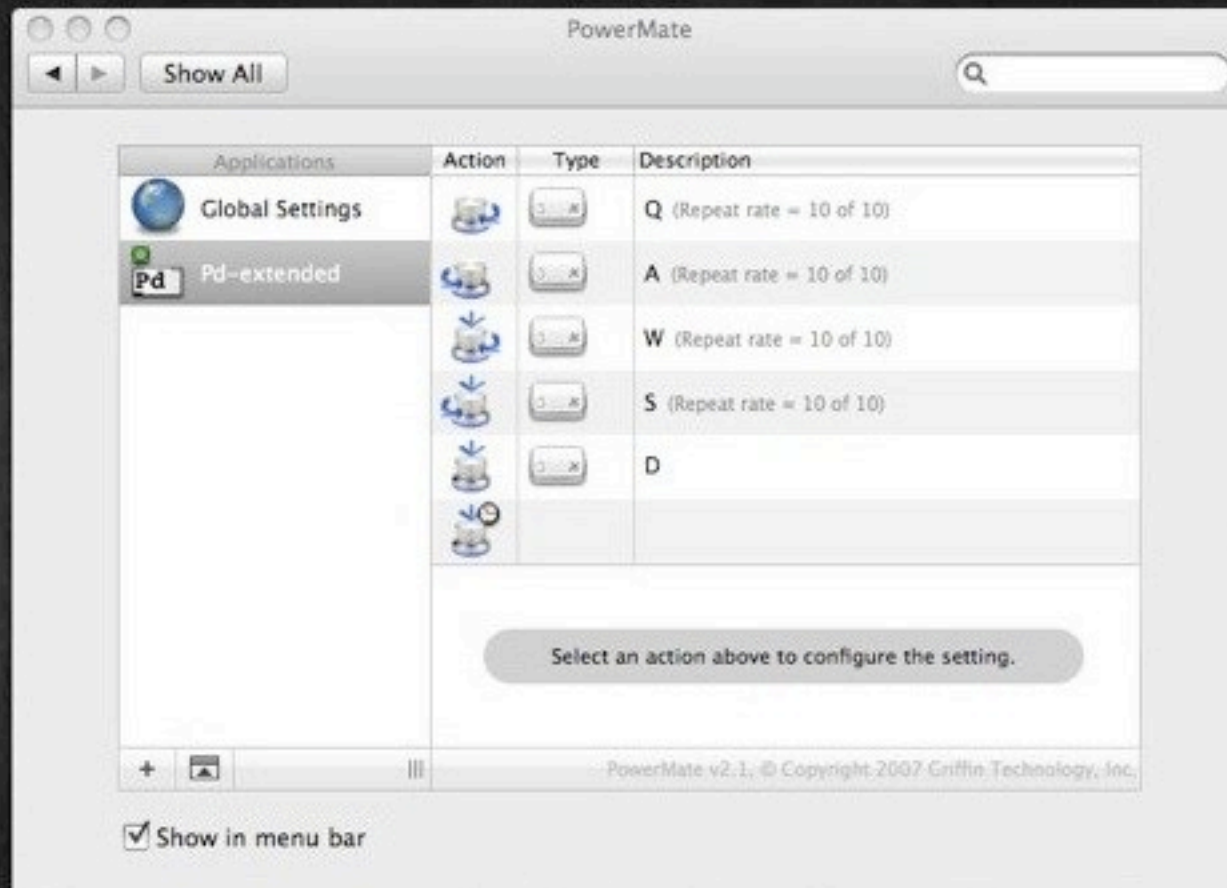 PowerMate
Show All
Applications
Action Type Description
Global Settings
Q (Repeat rate = 10 of 10)
Pd
Pd-extended
A (Repeat rate = 10 of 10)
W (Repeat rate = 10 of 10)
S (Repeat rate = 10 of 10)
D
Select an action above to configure the setting.
PowerMate v2.1, © Copyright 2007 Griffin Technology, Inc.
Show in menu bar